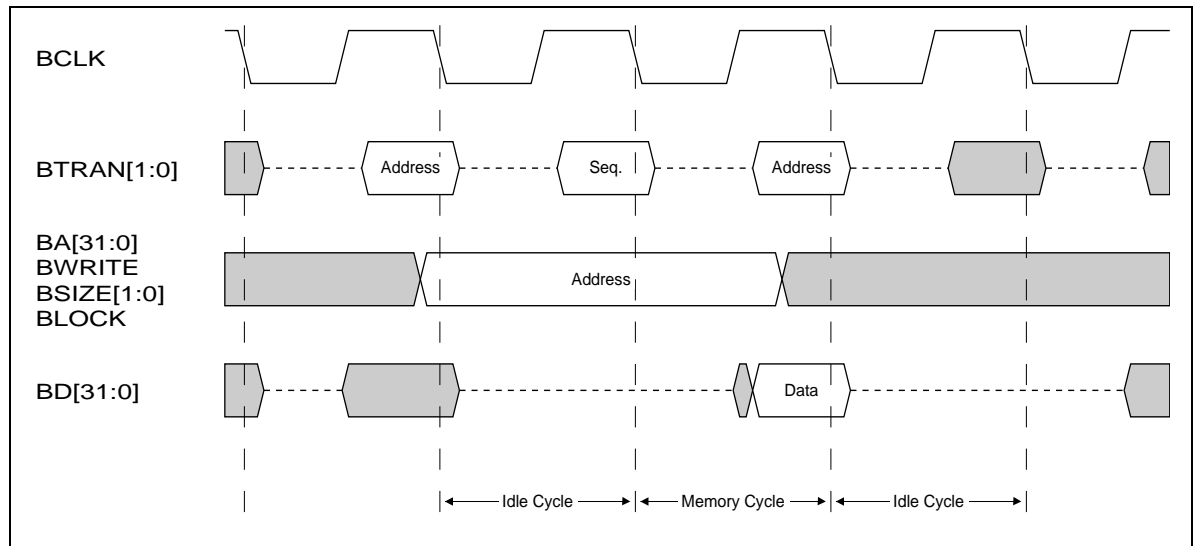 BCLK
BTRAN[1:0]
Address
Seq.
Address
BA[31:0]
BWRITE
BSIZE[1:0]
BLOCK
Address
BD[31:0]
Data
Idle Cycle
Memory Cycle
Idle Cycle